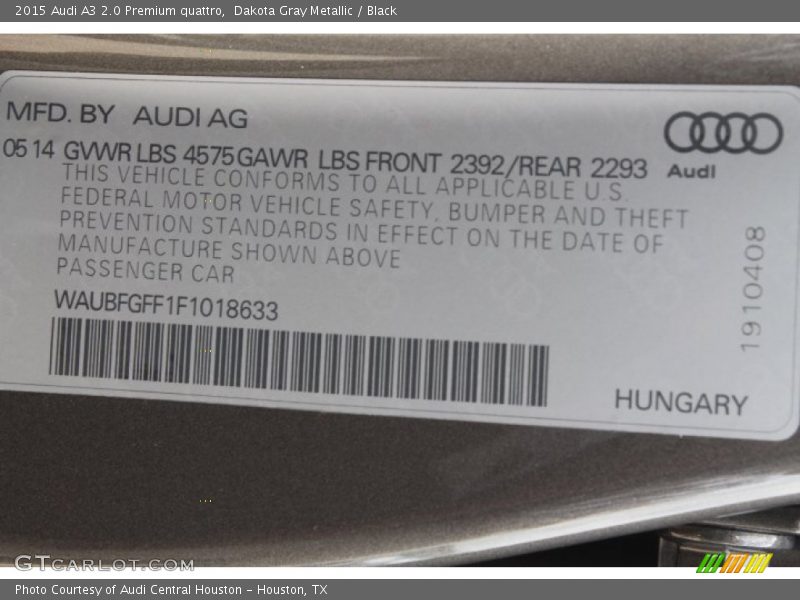 2015 Audi A3 2.0 Premium quattro,  Dakota Gray Metallic / Black
MFD. BY  AUDI AG
05 14 GVWR LBS 4575 GAWR LBS FRONT 2392/REAR 2293
Audi
THIS VEHICLE CONFORMS TO ALL APPLICABLE U.S.
FEDERAL MOTOR VEHICLE SAFETY, BUMPER AND THEFT
PREVENTION STANDARDS IN EFFECT ON THE DATE OF
MANUFACTURE SHOWN ABOVE
PASSENGER CAR
WAUBFGFF1F1018633
1910408
HUNGARY
GTCARLOT.COM
Photo Courtesy of Audi Central Houston - Houston, TX